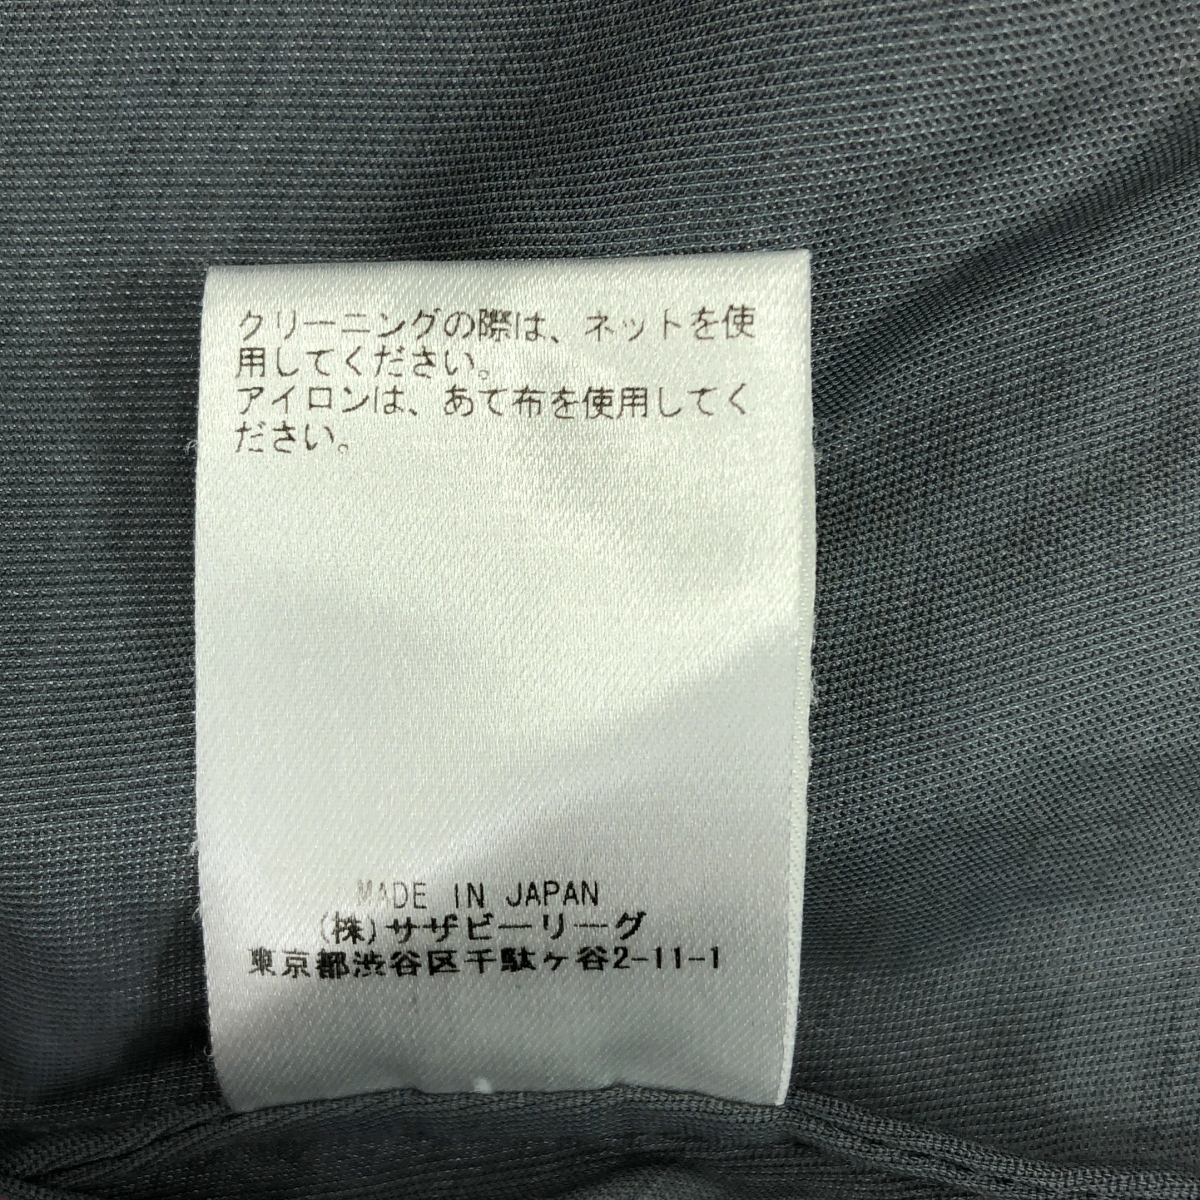 クリーニングの際は、ネットを使
用してください。
アイロンは、あて布を使用してく
ださい。
MADE IN JAPAN
(株)サザビーリーグ
東京都渋谷区千駄ヶ谷2-11-1